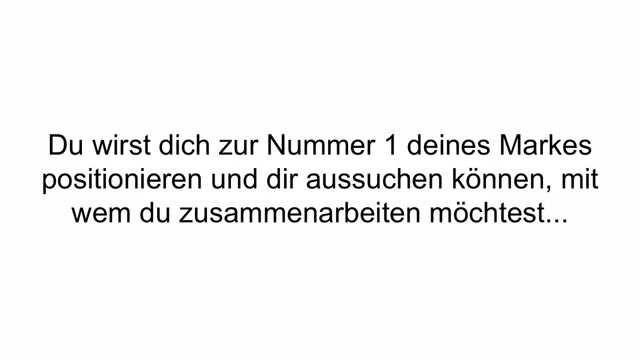 Du wirst dich zur Nummer 1 deines Markes
positionieren und dir aussuchen können, mit
wem du zusammenarbeiten möchtest...